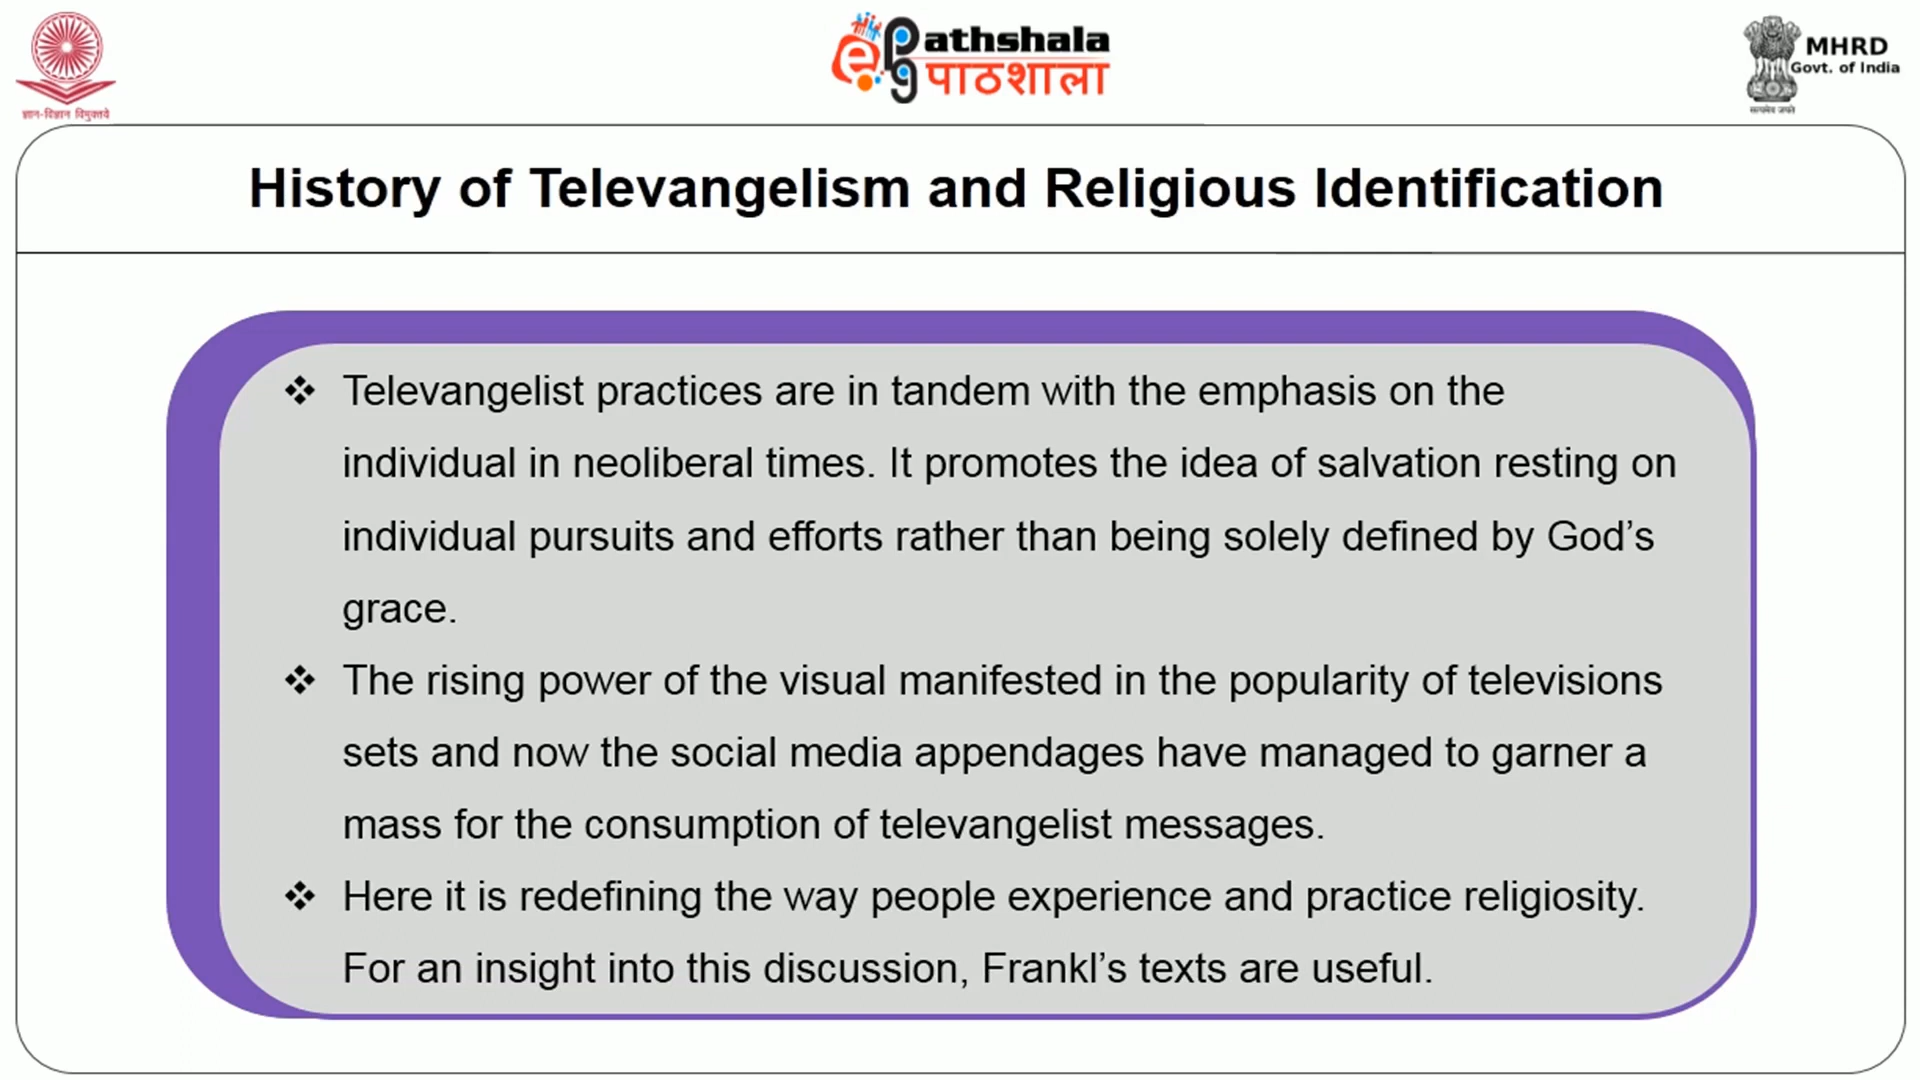 ज्ञान-विज्ञान विमुक्तये
e PG Pathshala
पाठशाला
MHRD
Govt. of India
सत्यमेव जयते
History of Televangelism and Religious Identification
❖ Televangelist practices are in tandem with the emphasis on the
individual in neoliberal times. It promotes the idea of salvation resting on
individual pursuits and efforts rather than being solely defined by God’s
grace.
❖ The rising power of the visual manifested in the popularity of televisions
sets and now the social media appendages have managed to garner a
mass for the consumption of televangelist messages.
❖ Here it is redefining the way people experience and practice religiosity.
For an insight into this discussion, Frankl’s texts are useful.